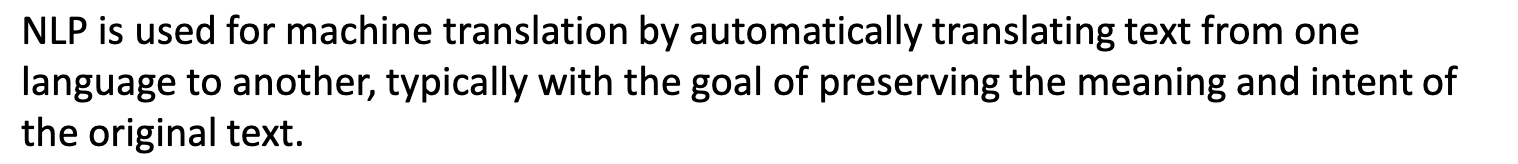 NLP is used for machine translation by automatically translating text from one
language to another, typically with the goal of preserving the meaning and intent of
the original text.